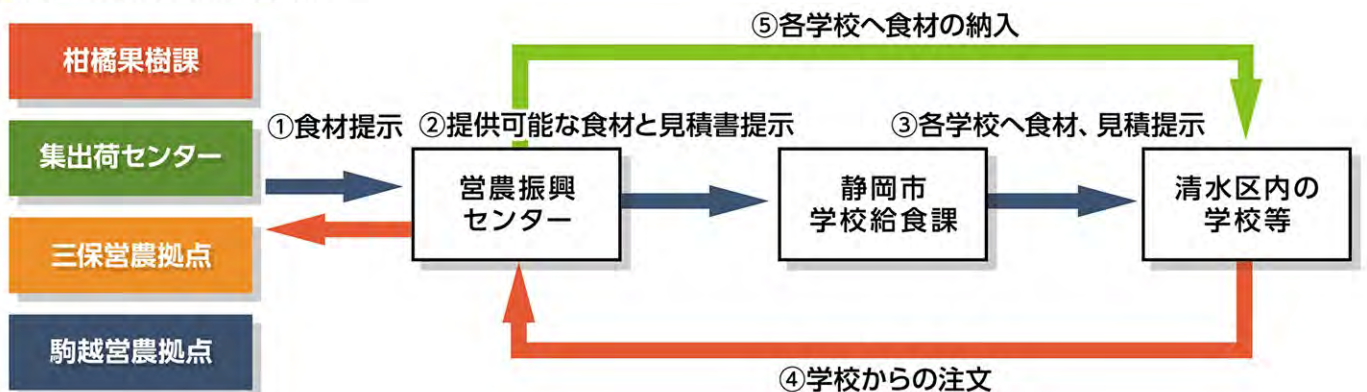 柑橘果樹課
集出荷センター
三保営農拠点
駒越営農拠点
①食材提示
②提供可能な食材と見積書提示
③各学校へ食材、見積提示
⑤各学校へ食材の納入
営農振興
センター
静岡市
学校給食課
清水区内の
学校等
④学校からの注文